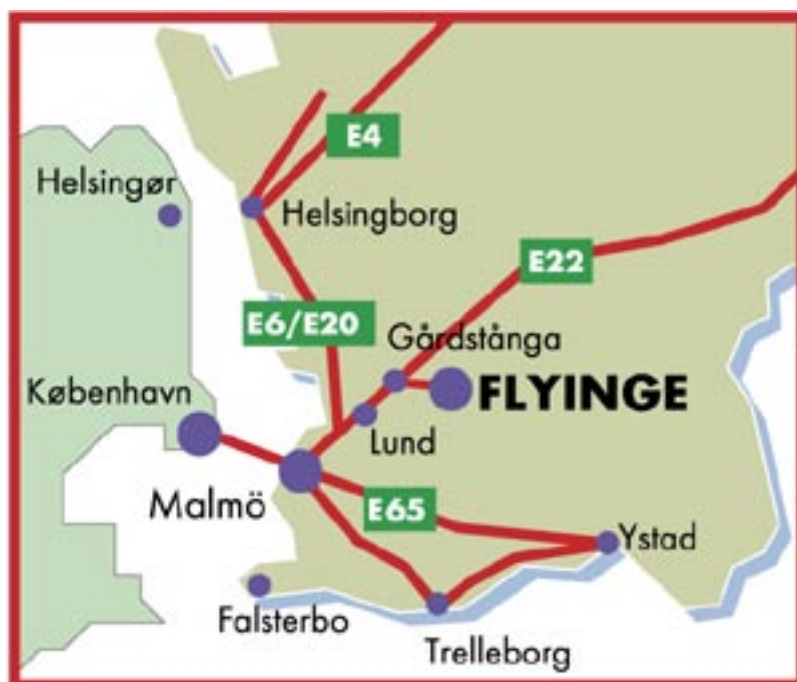 E4
Helsingør
Helsingborg
E22
E6/E20
Gårdstånga
København
FLYINGE
Lund
Malmö
E65
Ystad
Falsterbo
Trelleborg